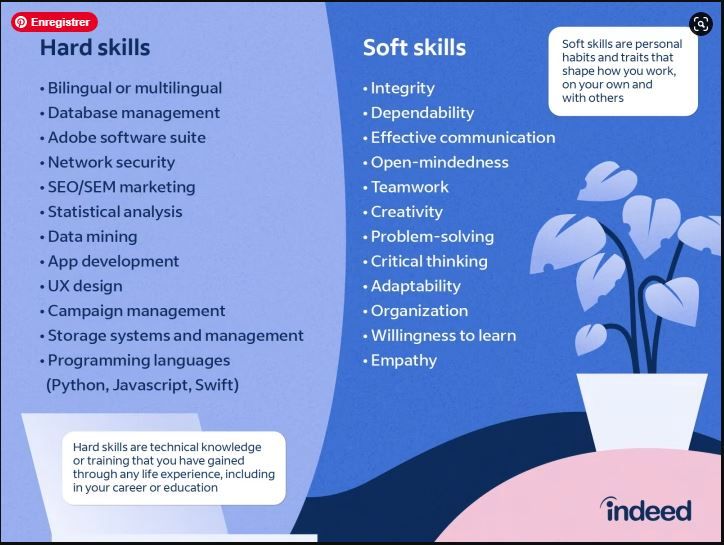 Enregistrer
Hard skills
• Bilingual or multilingual
• Database management
• Adobe software suite
• Network security
• SEO/SEM marketing
• Statistical analysis
• Data mining
• App development
• UX design
• Campaign management
• Storage systems and management
• Programming languages
(Python, Javascript, Swift)
Hard skills are technical knowledge
or training that you have gained
through any life experience, including
in your career or education
Soft skills
• Integrity
• Dependability
• Effective communication
• Open-mindedness
• Teamwork
• Creativity
• Problem-solving
• Critical thinking
• Adaptability
• Organization
• Willingness to learn
• Empathy
Soft skills are personal
habits and traits that
shape how you work,
on your own and
with others
indeed